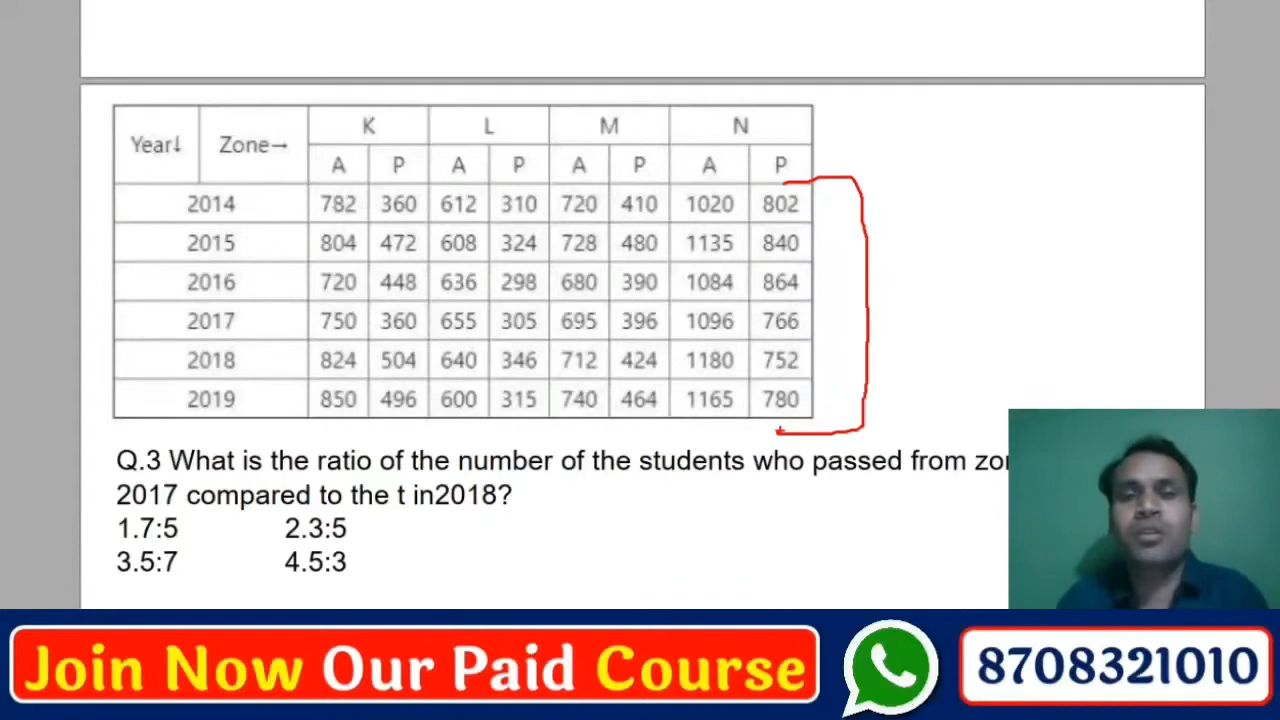 K L M N
Year↓ Zone→
A P A P A P A P
2014 782 360 612 310 720 410 1020 802
2015 804 472 608 324 728 480 1135 840
2016 720 448 636 298 680 390 1084 864
2017 750 360 655 305 695 396 1096 766
2018 824 504 640 346 712 424 1180 752
2019 850 496 600 315 740 464 1165 780
Q.3 What is the ratio of the number of the students who passed from
2017 compared to the t in2018?
1.7:5 2.3:5
3.5:7 4.5:3
Join Now Our Paid Course 8708321010